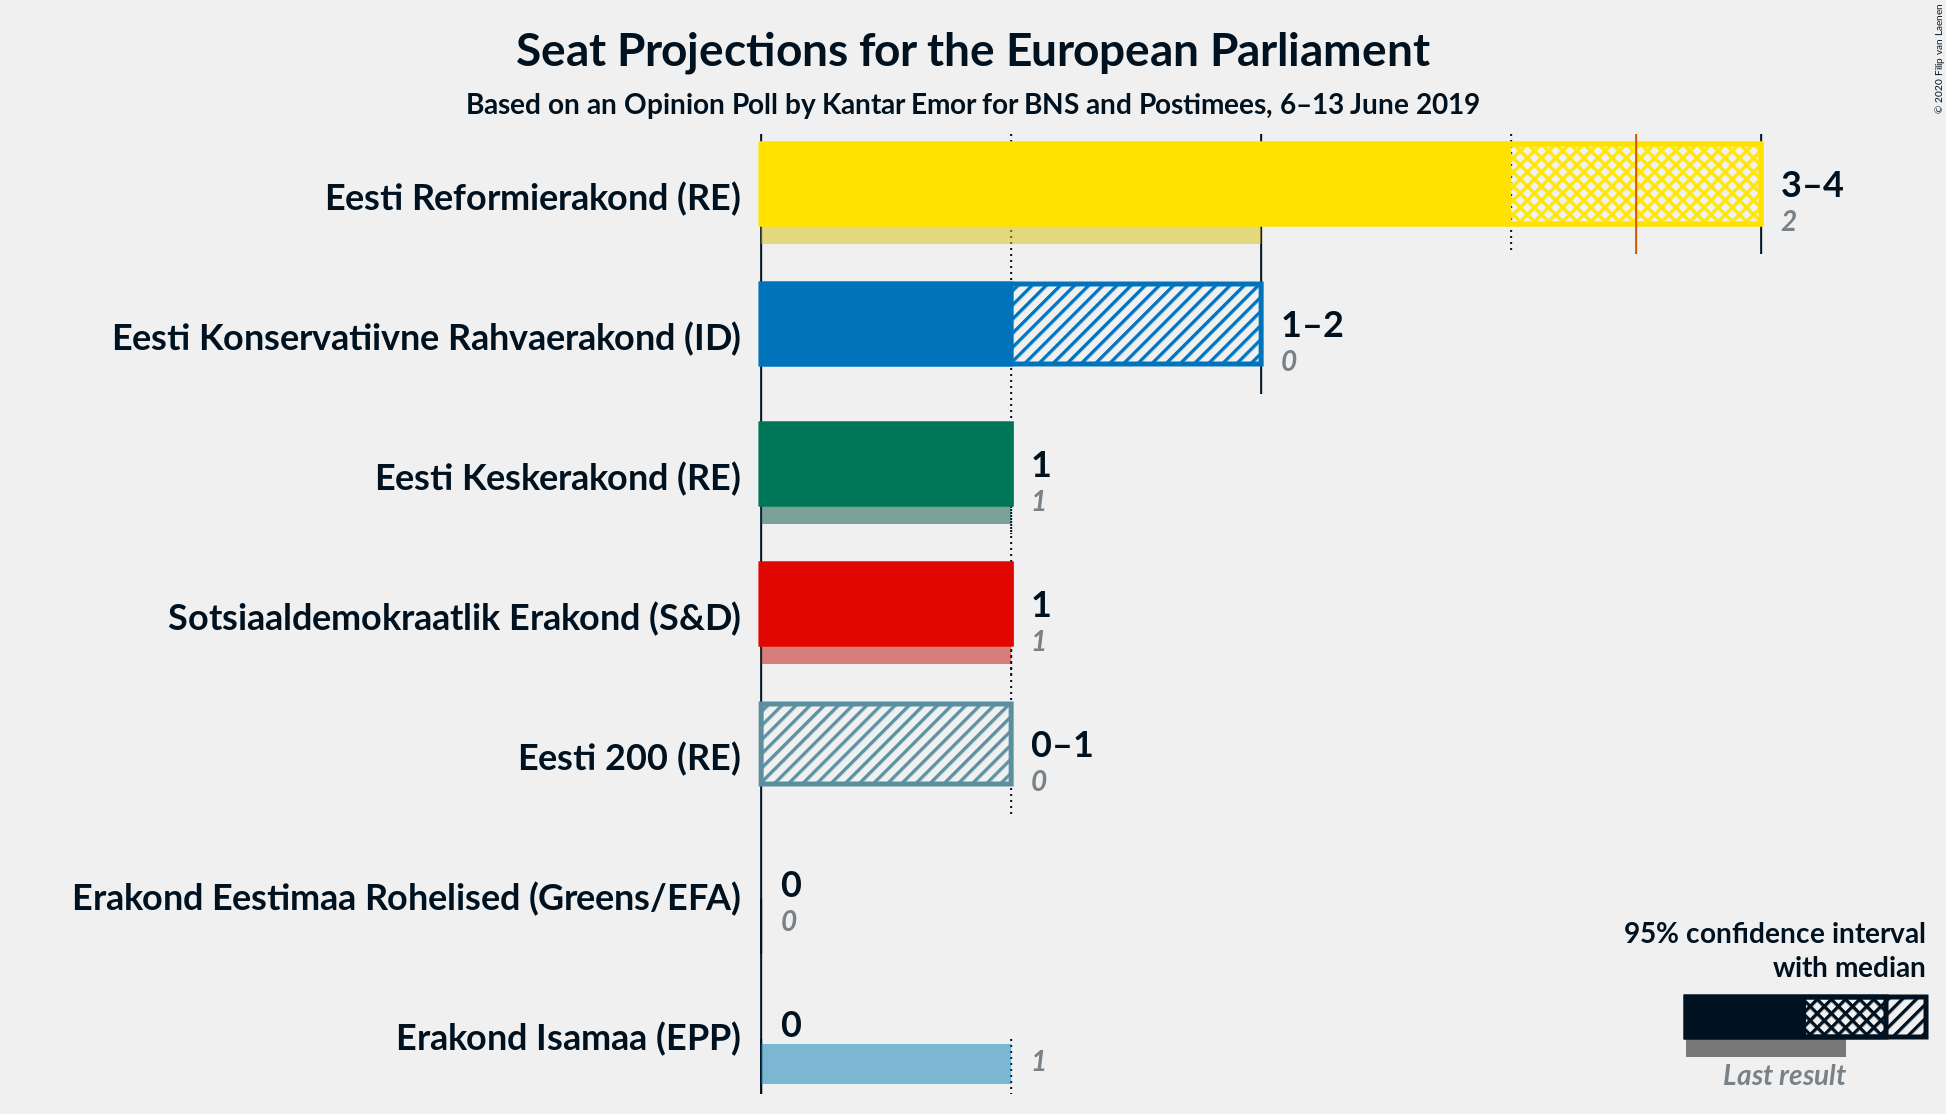 Seat Projections for the European Parliament
Based on an Opinion Poll by Kantar Emor for BNS and Postimees, 6–13 June 2019
© 2020 Filip van Laenen
Eesti Reformierakond (RE)
3–4
2
Eesti Konservatiivne Rahvaerakond (ID)
1–2
0
Eesti Keskerakond (RE)
1
1
Sotsiaaldemokraatlik Erakond (S&D)
1
1
Eesti 200 (RE)
0–1
0
Erakond Eestimaa Rohelised (Greens/EFA)
0
0
Erakond Isamaa (EPP)
0
1
95% confidence interval
with median
Last result